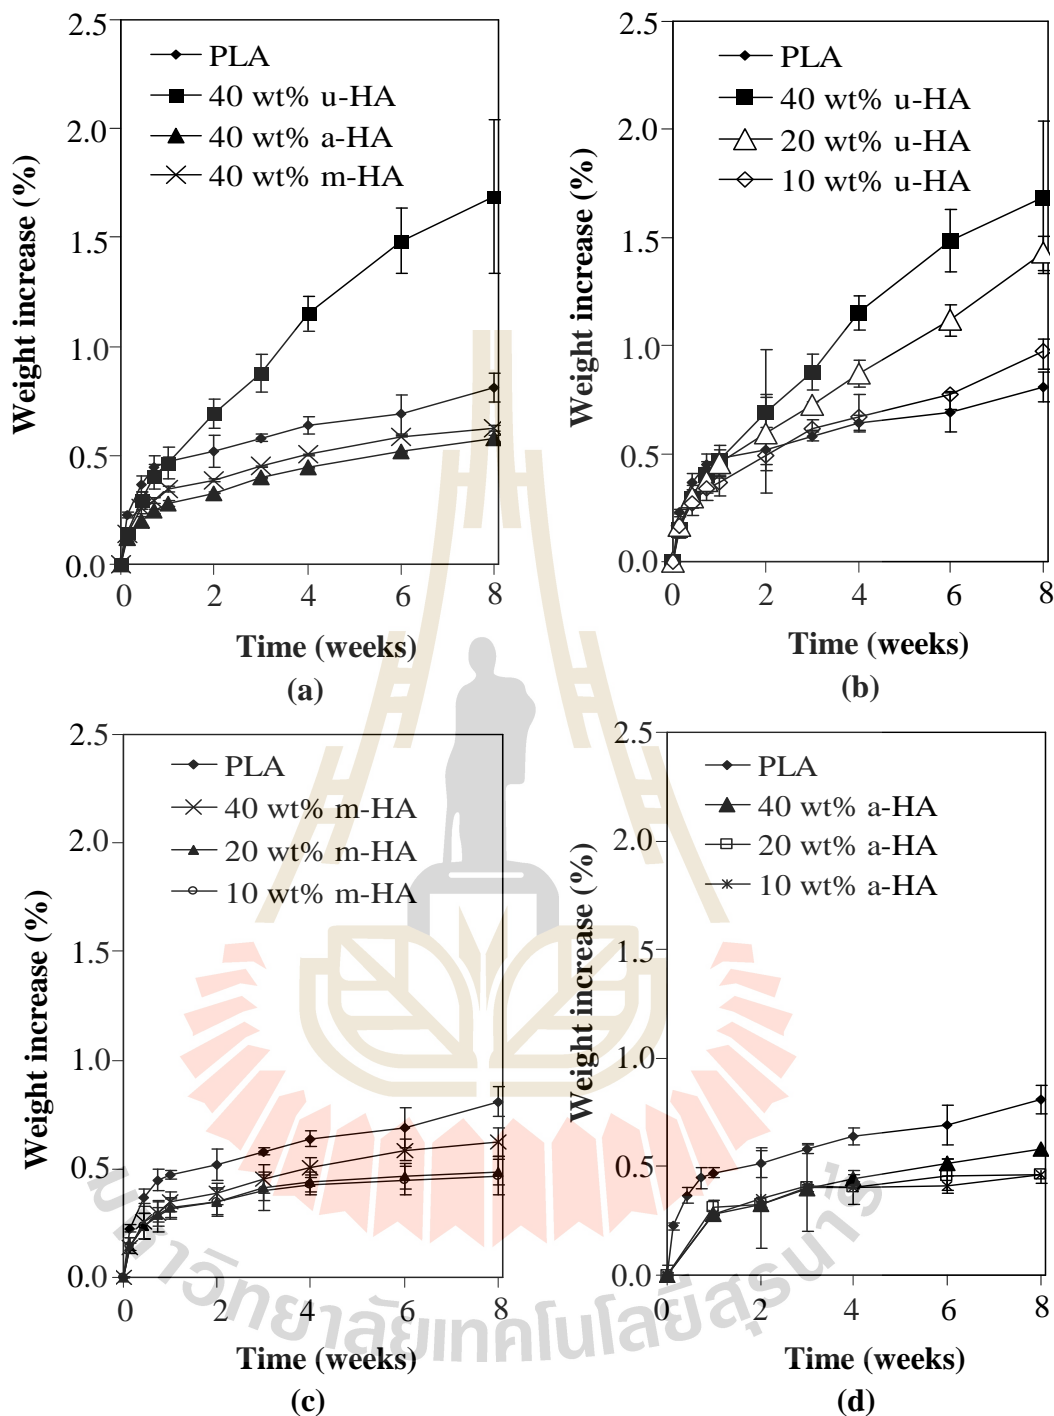 2.5
2.0
1.5
1.0
0.5
0.0
Weight increase (%)
PLA
40 wt% u-HA
40 wt% a-HA
40 wt% m-HA
0 2 4 6 8
Time (weeks)
(a)
2.5
2.0
1.5
1.0
0.5
0.0
Weight increase (%)
PLA
40 wt% u-HA
20 wt% u-HA
10 wt% u-HA
0 2 4 6 8
Time (weeks)
(b)
2.5
2.0
1.5
1.0
0.5
0.0
Weight increase (%)
PLA
40 wt% m-HA
20 wt% m-HA
10 wt% m-HA
0 2 4 6 8
Time (weeks)
(c)
2.5
2.0
1.5
1.0
0.5
0.0
Weight increase (%)
PLA
40 wt% a-HA
20 wt% a-HA
10 wt% a-HA
0 2 4 6 8
Time (weeks)
(d)
มหาวิทยาลัยเทคโนโลยีสุรนารี